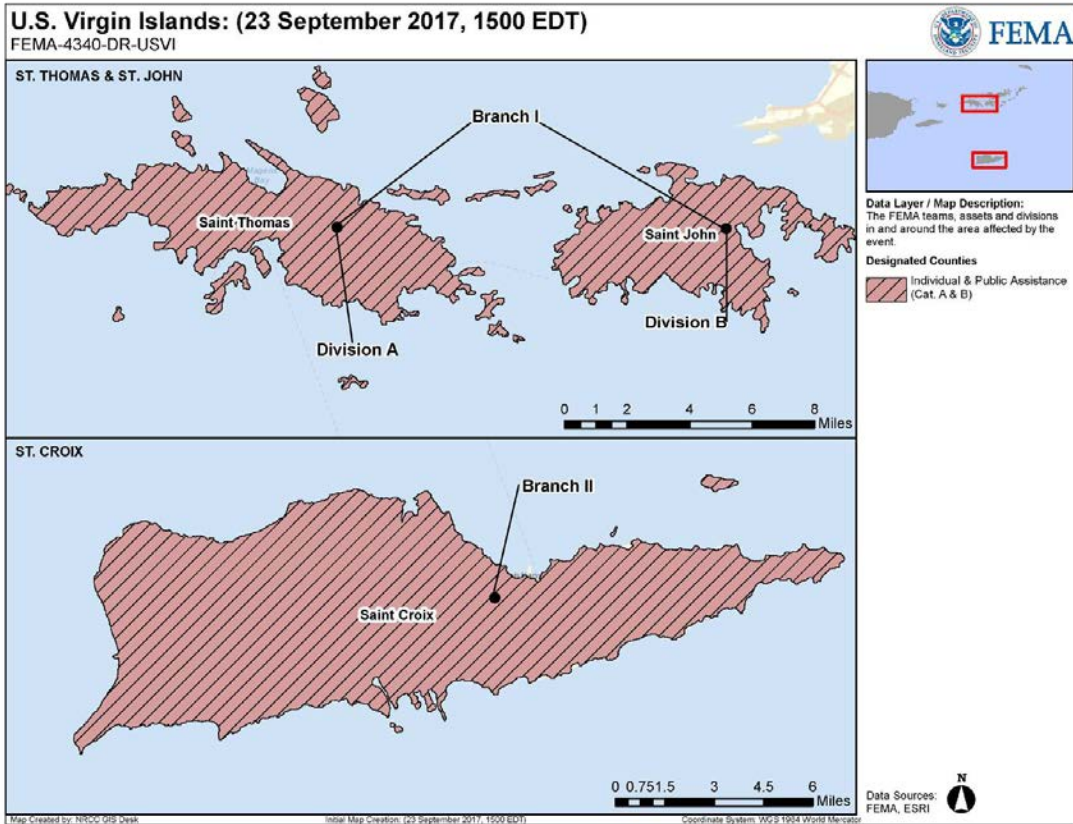 U.S. Virgin Islands: (23 September 2017, 1500 EDT)
FEMA-4340-DR-USVI
FEMA
ST. THOMAS & ST. JOHN
Branch I
Saint Thomas
Saint John
Division A
Division B
0 1 2 4 6 8
Miles
ST. CROIX
Branch II
Saint Croix
0 0.75 1.5 3 4.5 6
Miles
Data Layer / Map Description:
The FEMA teams, assets and divisions
in and around the area affected by the
event.
Designated Counties
Individual & Public Assistance
(Cat. A & B)
Data Sources:
FEMA, ESRI
N
Map Created by: NRCC GIS Desk
Initial Map Creation: (23 September 2017, 1500 EDT)
Coordinate System: WGS 1984 World Mercator